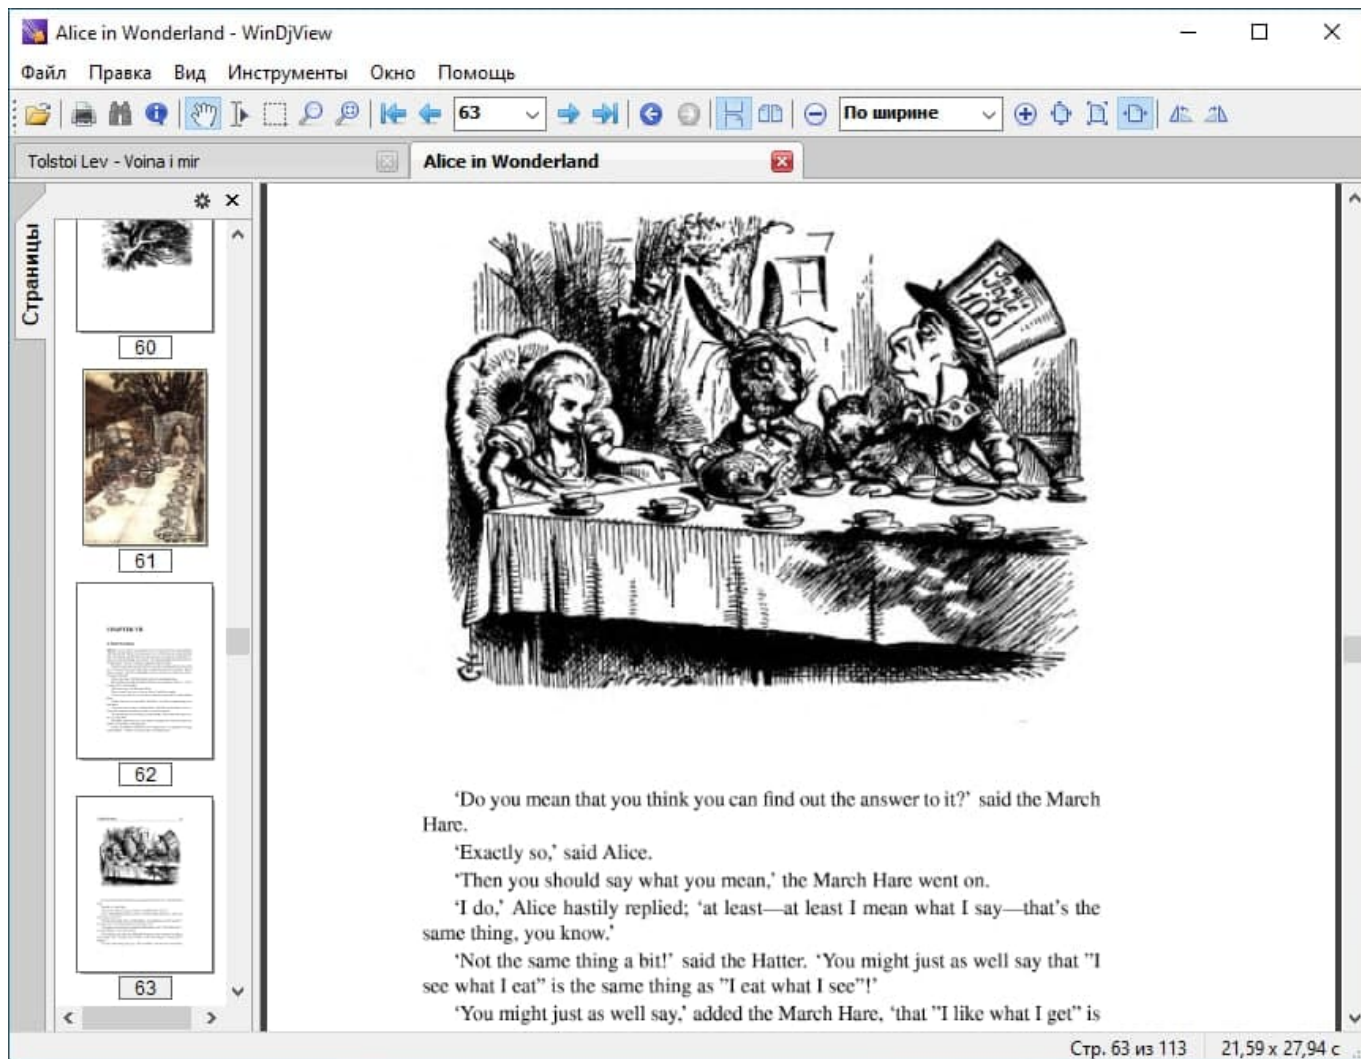 Alice in Wonderland - WinDjView
Файл Правка Вид Инструменты Окно Помощь
63 По ширине
Tolstoi Lev - Voina i mir Alice in Wonderland
Страницы
60
61
CHAPTER VII
62
63
106
‘Do you mean that you think you can find out the answer to it?’ said the March
Hare.
‘Exactly so,’ said Alice.
‘Then you should say what you mean,’ the March Hare went on.
‘I do,’ Alice hastily replied; ‘at least—at least I mean what I say—that’s the
same thing, you know.’
‘Not the same thing a bit!’ said the Hatter. ‘You might just as well say that ”I
see what I eat” is the same thing as ”I eat what I see”!’
‘You might just as well say,’ added the March Hare, ‘that ”I like what I get” is
Стр. 63 из 113 21,59 x 27,94 с